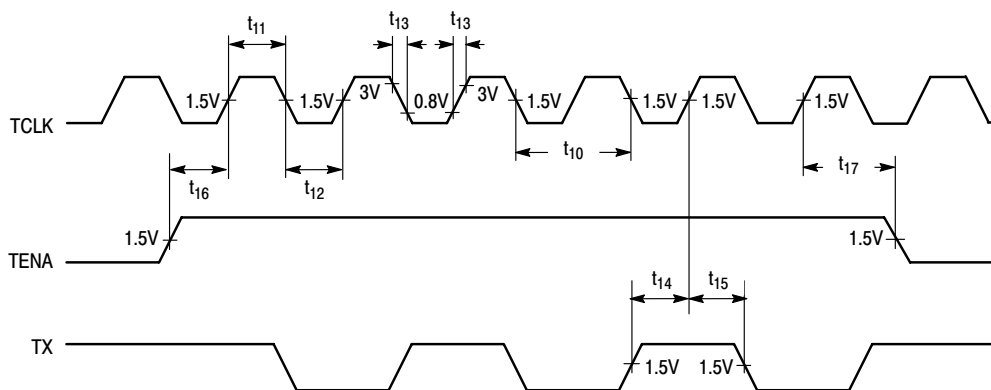 t13 t13
t11
1.5V 1.5V 3V 0.8V 3V 1.5V 1.5V 1.5V 1.5V
TCLK
t10
t16 t12 t17
1.5V 1.5V
TENA
t14 t15
TX
1.5V 1.5V